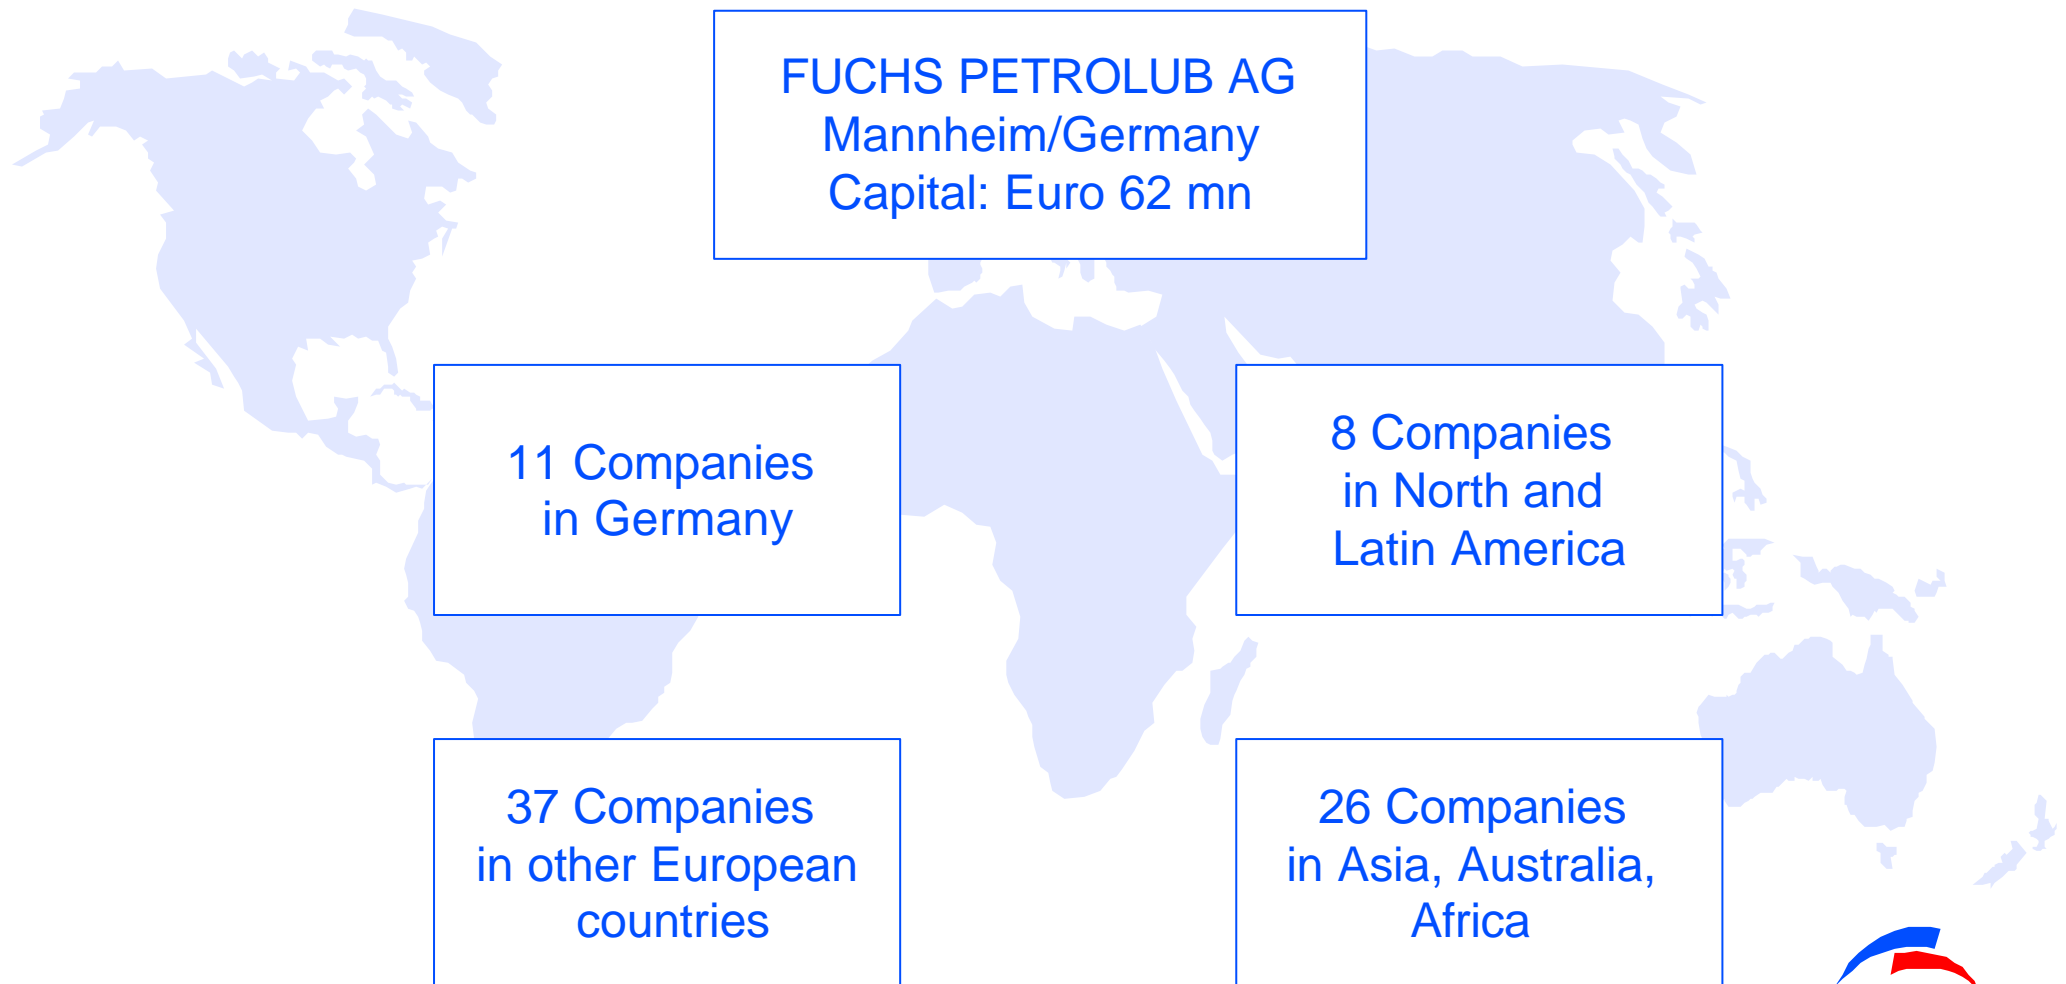 FUCHS PETROLUB AG
Mannheim/Germany
Capital: Euro 62 mn
11 Companies
in Germany
8 Companies
in North and
Latin America
37 Companies
in other European
countries
26 Companies
in Asia, Australia,
Africa